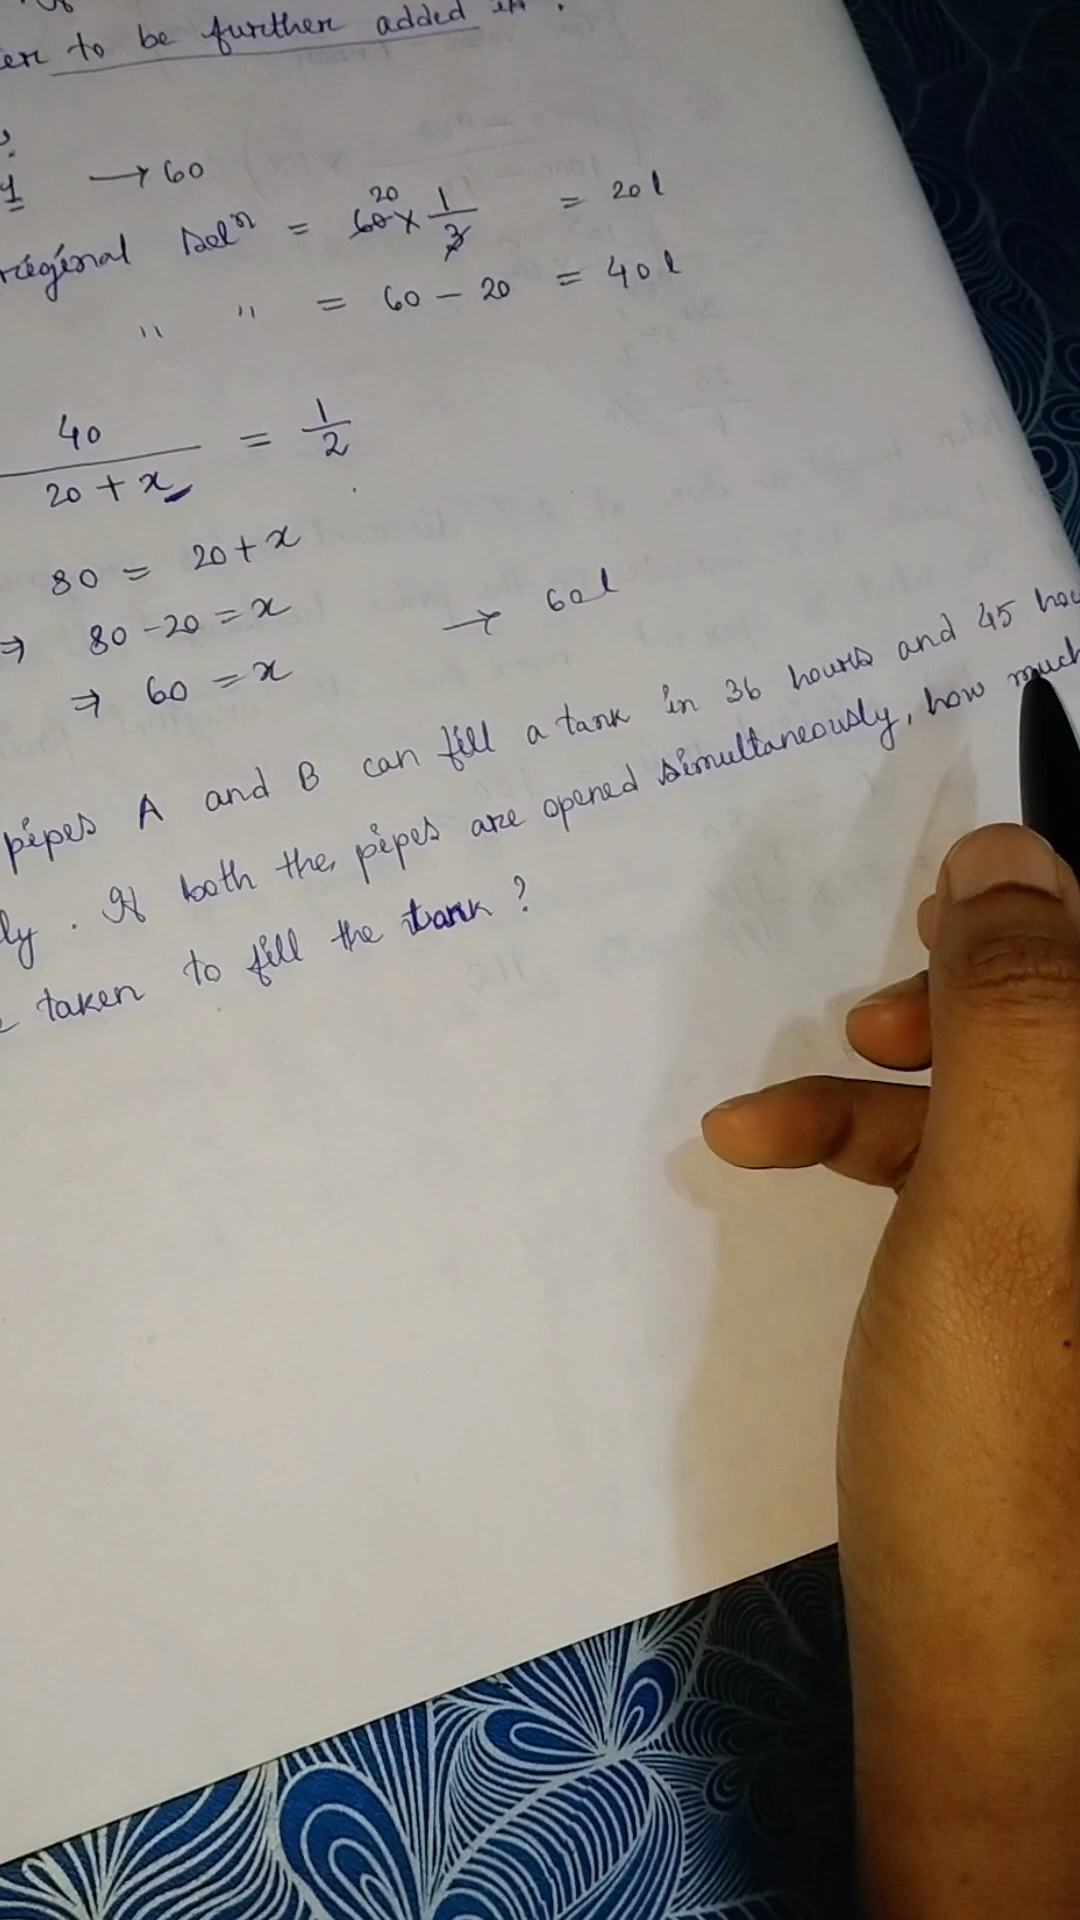 to be further added in.
1 → 60
Sol^n = 60 × 1/3 20 = 20 l
" " = 60 - 20 = 40 l
40 / 20 + x = 1/2
80 = 20 + x
⇒ 80 - 20 = x
⇒ 60 = x → 60 l
pipes A and B can fill a tank in 36 hours and 45
ly. If both the pipes are opened simultaneously, how much
taken to fill the tank?